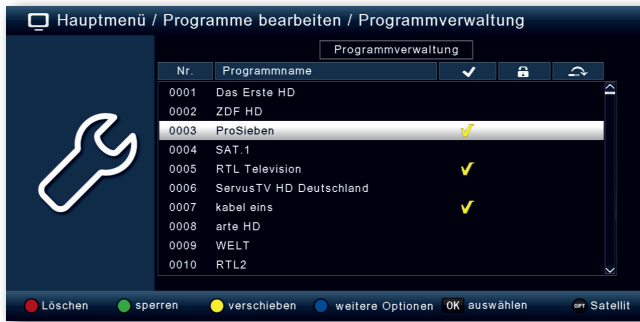 Hauptmenü / Programme bearbeiten / Programmverwaltung
Programmverwaltung
Nr. Programmname
0001 Das Erste HD
0002 ZDF HD
0003 ProSieben
0004 SAT.1
0005 RTL Television
0006 ServusTV HD Deutschland
0007 kabel eins
0008 arte HD
0009 WELT
0010 RTL2
Löschen sperren verschieben weitere Optionen OK auswählen OPT Satellit